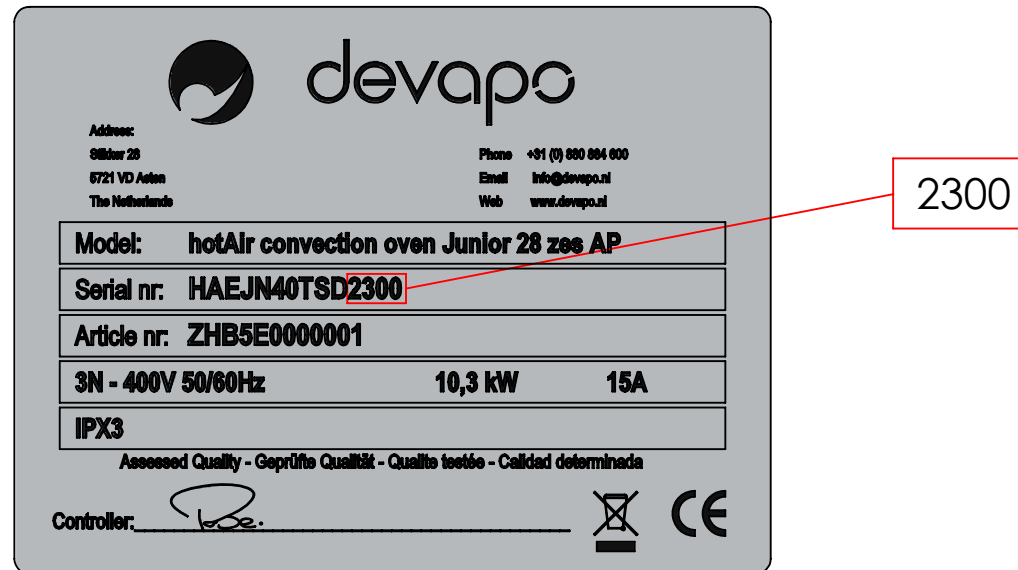 devapo
Address:
Stikker 28
5721 VD Asten
The Netherlands
Phone +31 (0) 880 884 600
Email info@devapo.nl
Web www.devapo.nl
Model: hotAir convection oven Junior 28 zes AP
Serial nr: HAEJN40TSD2300
2300
Article nr: ZHB5E0000001
3N - 400V 50/60Hz 10,3 kW 15A
IPX3
Assessed Quality - Geprüfte Qualität - Qualite testée - Calidad determinada
Controller:
CE